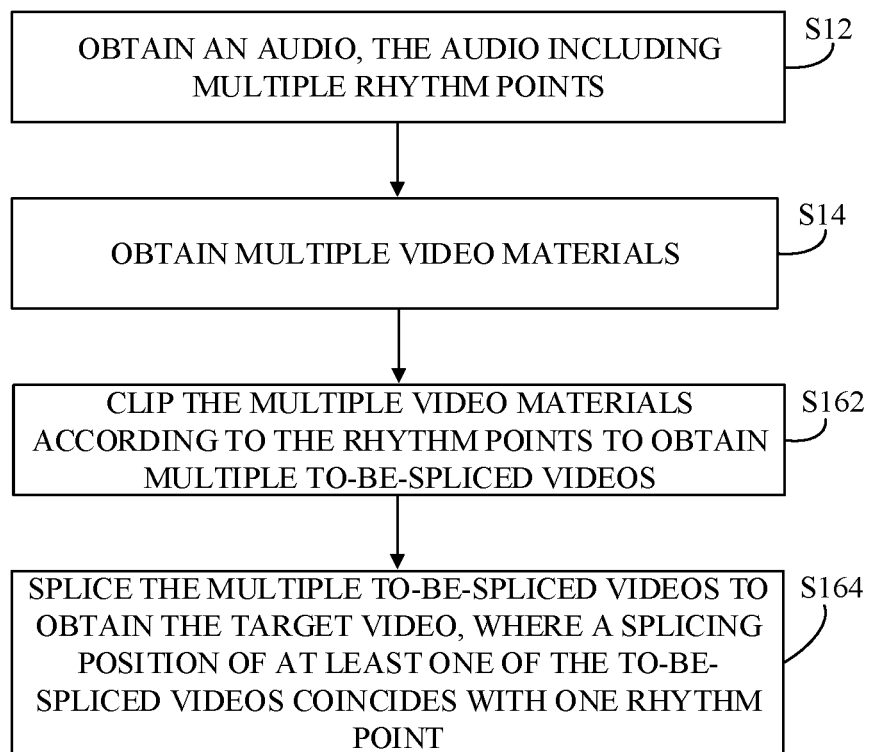 S12
OBTAIN AN AUDIO, THE AUDIO INCLUDING
MULTIPLE RHYTHM POINTS
S14
OBTAIN MULTIPLE VIDEO MATERIALS
S162
CLIP THE MULTIPLE VIDEO MATERIALS
ACCORDING TO THE RHYTHM POINTS TO OBTAIN
MULTIPLE TO-BE-SPLICED VIDEOS
S164
SPLICE THE MULTIPLE TO-BE-SPLICED VIDEOS TO
OBTAIN THE TARGET VIDEO, WHERE A SPLICING
POSITION OF AT LEAST ONE OF THE TO-BE-
SPLICED VIDEOS COINCIDES WITH ONE RHYTHM
POINT